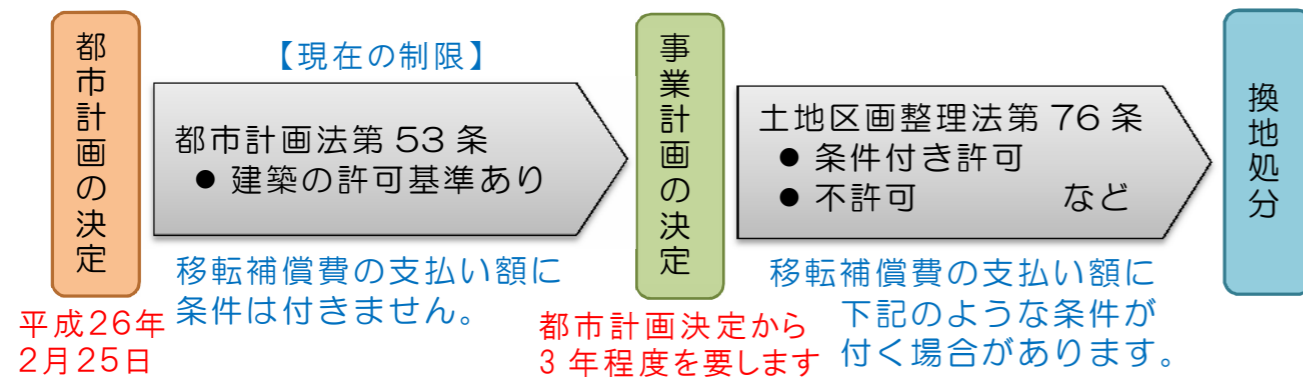 都市計画の決定
平成26年
2月25日
【現在の制限】
都市計画法第 53 条
● 建築の許可基準あり
移転補償費の支払い額に
条件は付きません。
事業計画の決定
都市計画決定から
3 年程度を要します
土地区画整理法第 76 条
● 条件付き許可
● 不許可 など
移転補償費の支払い額に
下記のような条件が
付く場合があります。
換地処分